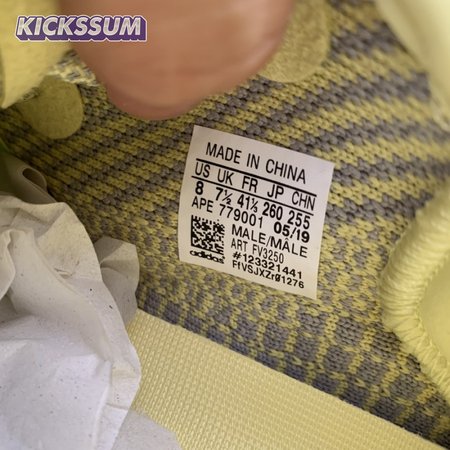 KICKSSUM
MADE IN CHINA
US UK FR JP CHN
8 7½ 41⅓ 260 255
APE 779001 05/19
MALE/MÂLE
ART FV3250
#123321441
adidas